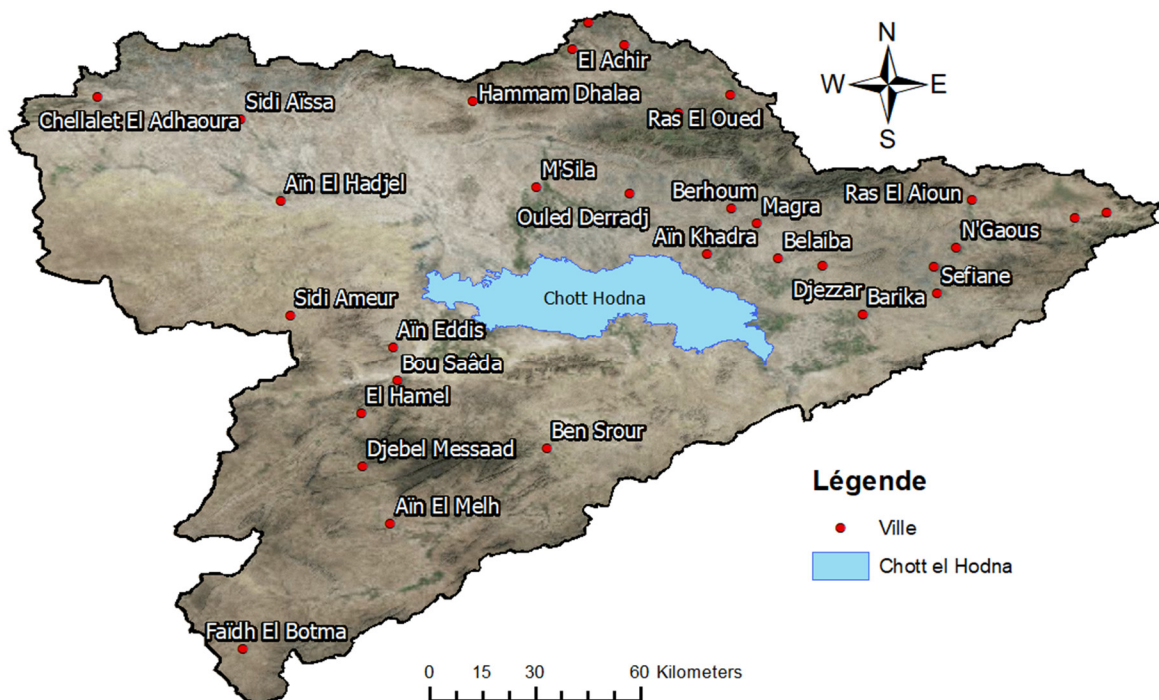 N
W E
S
El Achir
Hammam Dhalaa
Sidi Aïssa
Chellalet El Adhaoura
Ras El Oued
M'Sila
Aïn El Hadjel
Berhoum
Ras El Aioun
Ouled Derradj
Magra
Aïn Khadra
Belaiba
N'Gaous
Sefiane
Djezzar
Barika
Chott Hodna
Sidi Ameur
Aïn Eddis
Bou Saâda
El Hamel
Ben Srour
Djebel Messaad
Aïn El Melh
Faïdh El Botma
Légende
Ville
Chott el Hodna
0 15 30 60 Kilometers